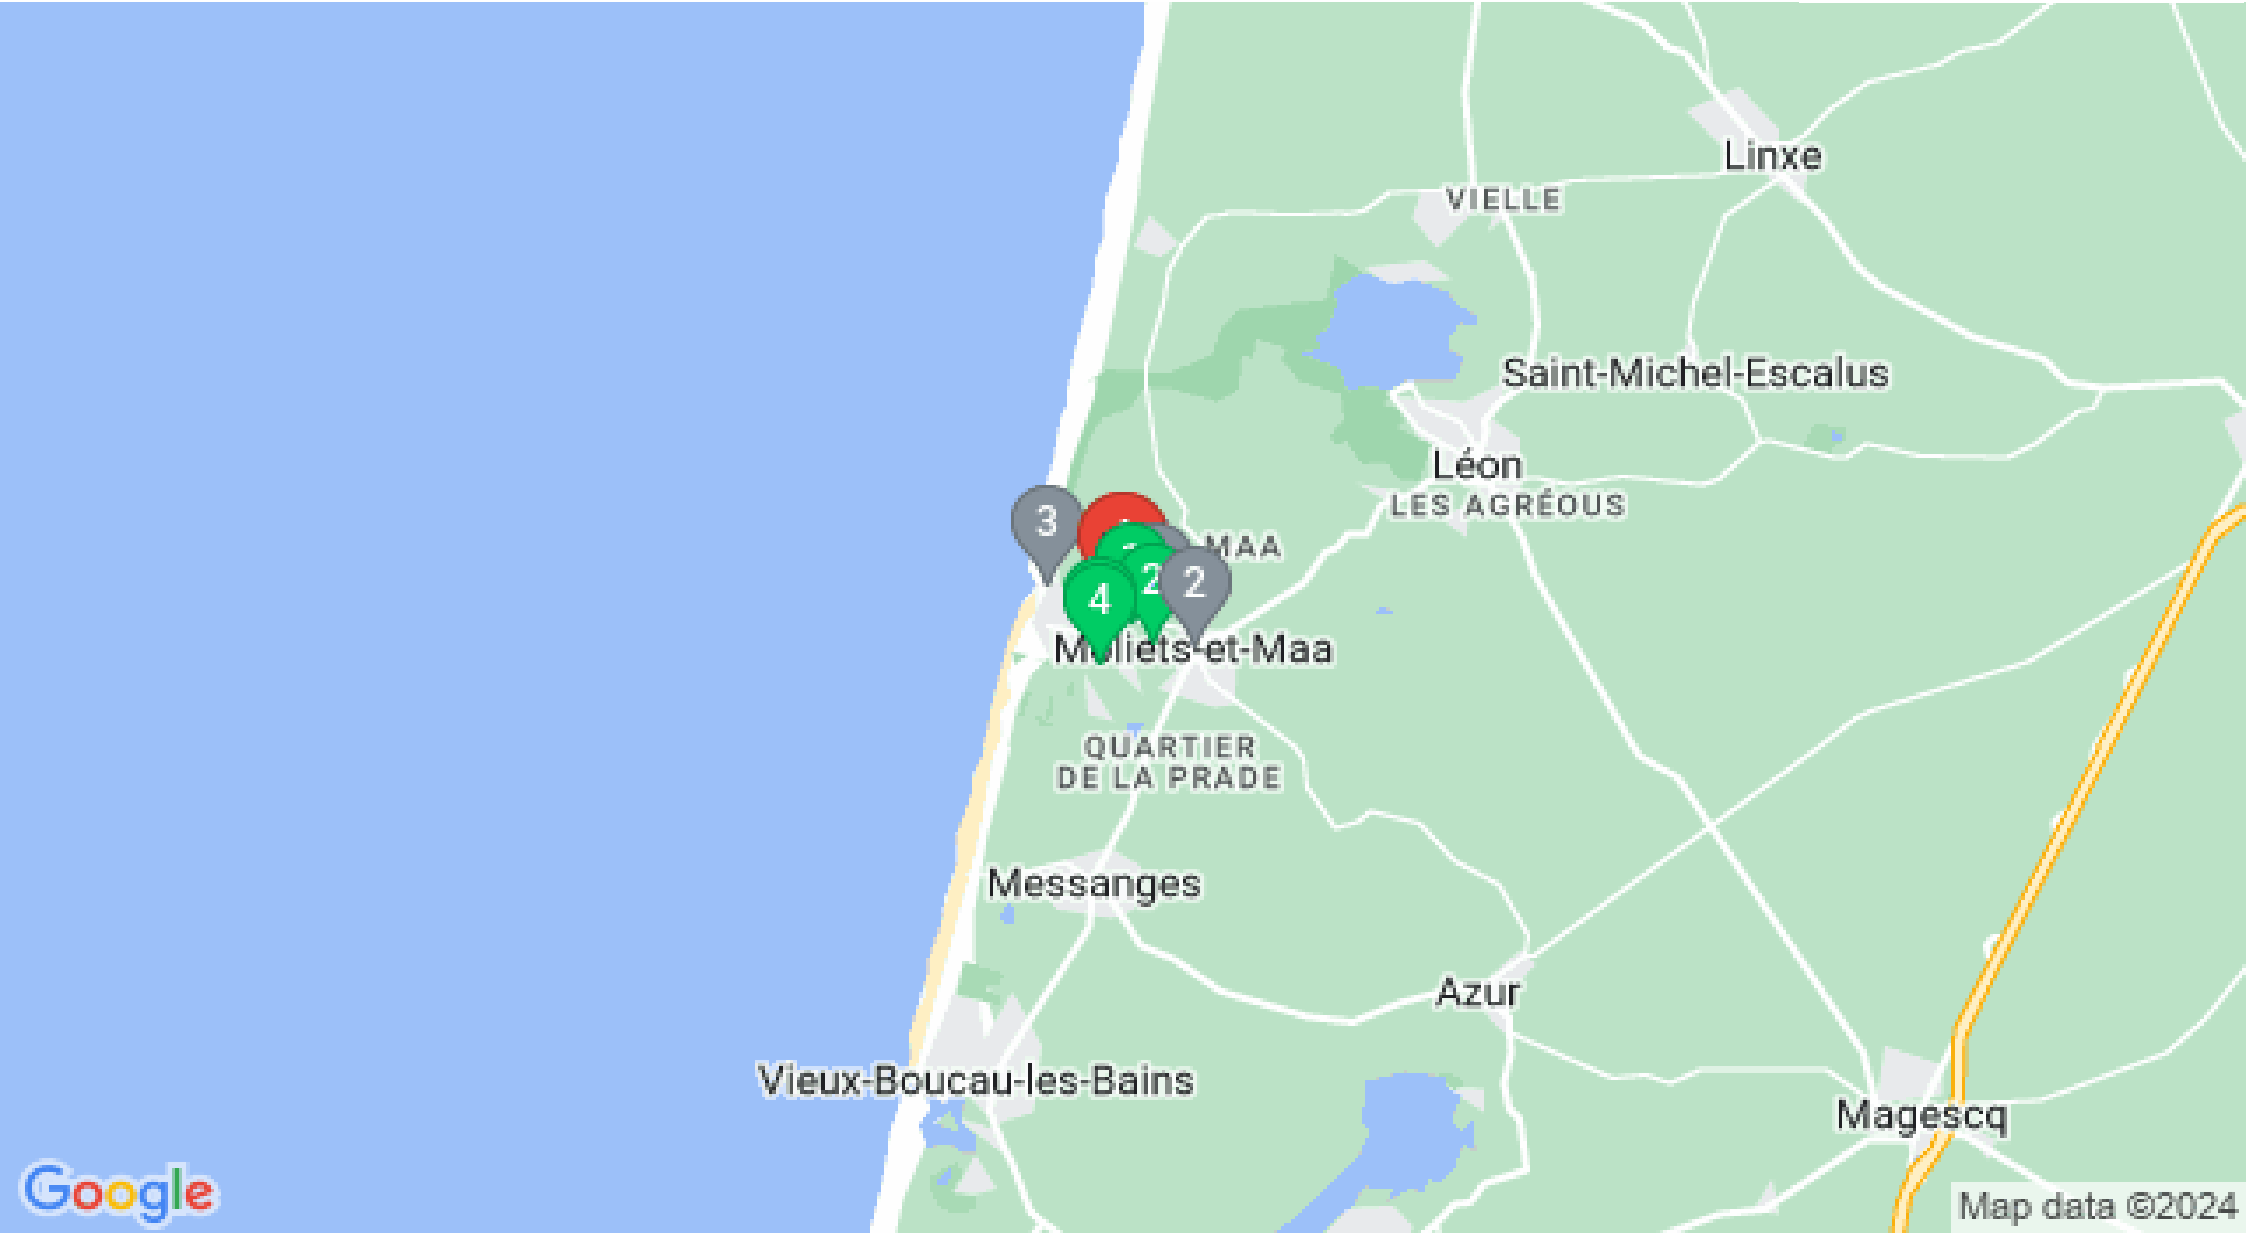 Linxe
VIELLE
Saint-Michel-Escalus
Léon
LES AGRÉOUS
3
MAA
2
2
4
Moliets-et-Maa
QUARTIER
DE LA PRADE
Messanges
Azur
Vieux-Boucau-les-Bains
Magescq
Google
Map data ©2024